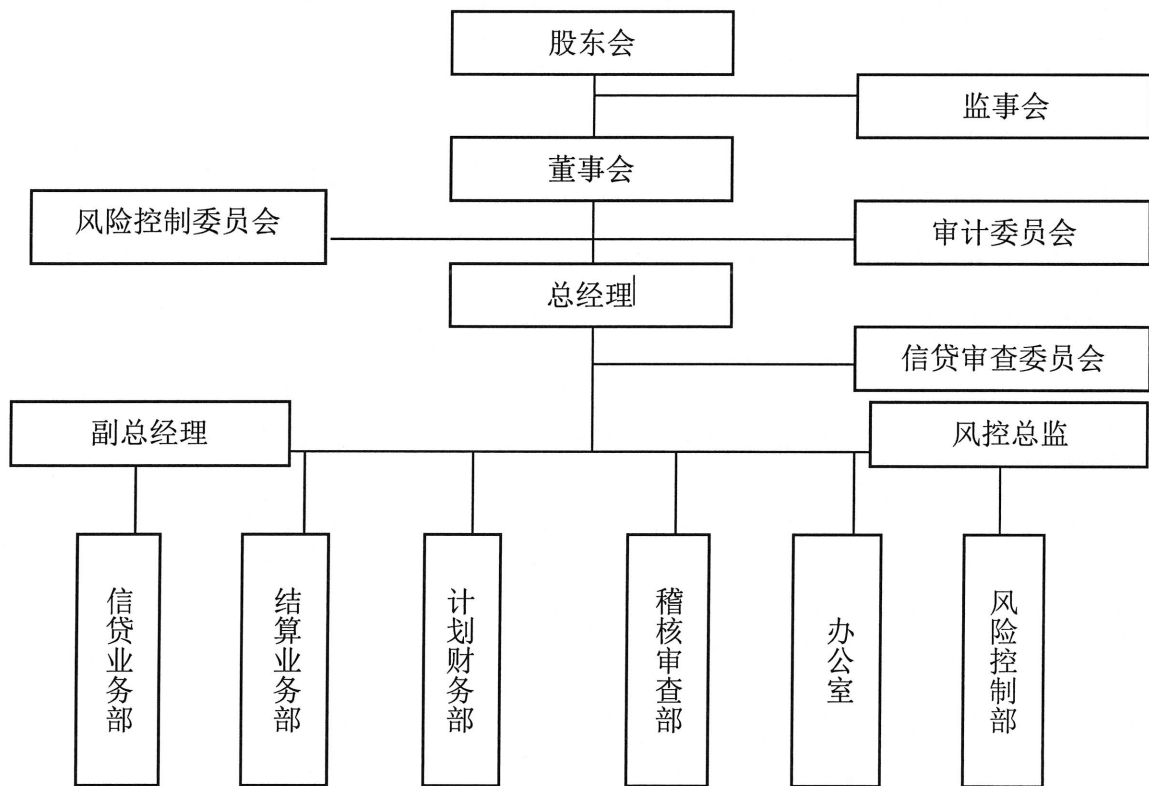 股东会
监事会
董事会
风险控制委员会
审计委员会
总经理
信贷审查委员会
副总经理
风控总监
信贷业务部
结算业务部
计划财务部
稽核审查部
办公室
风险控制部